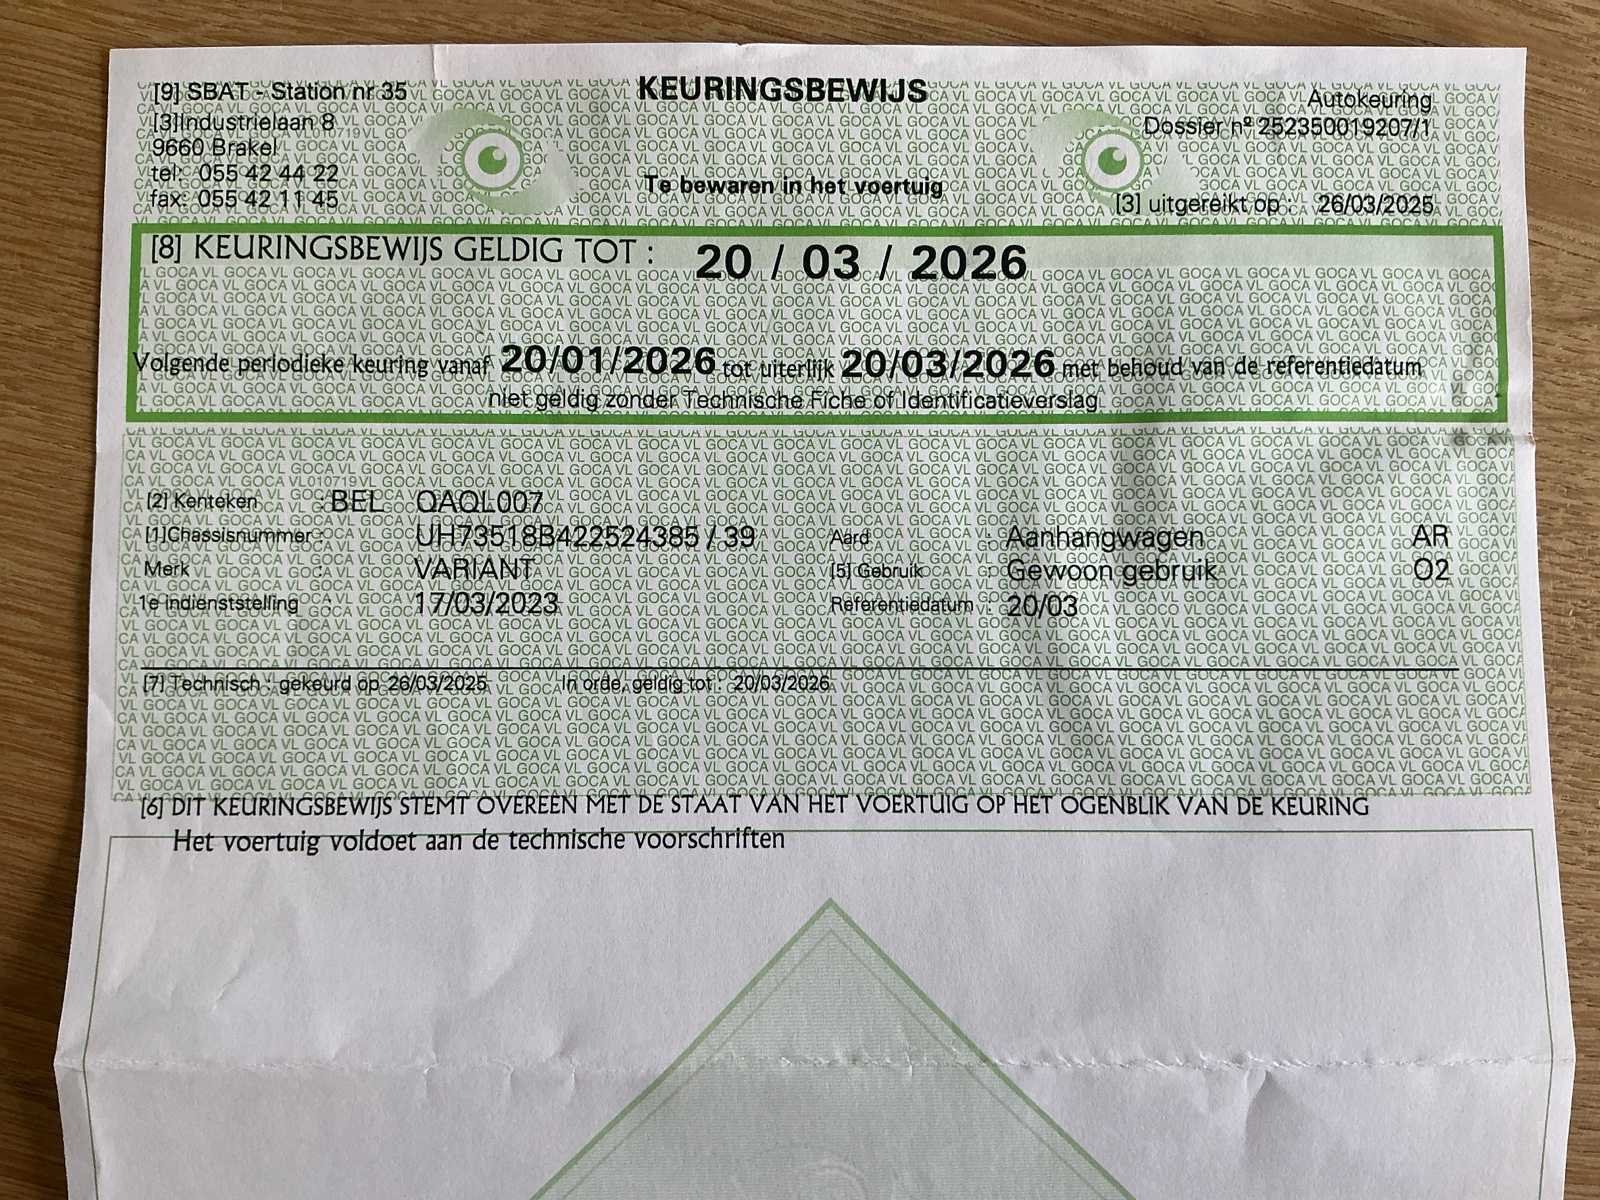 KEURINGSBEWIJS
[9] SBAT - Station nr 35
[3]Industrielaan 8
9660 Brakel
tel: 055 42 44 22
fax: 055 42 11 45
Te bewaren in het voertuig
Autokeuring
Dossier nº 252350019207/1
[3] uitgereikt op : 26/03/2025
[8] KEURINGSBEWIJS GELDIG TOT : 20 / 03 / 2026
Volgende periodieke keuring vanaf 20/01/2026 tot uiterlijk 20/03/2026 met behoud van de referentiedatum
niet geldig zonder Technische Fiche of Identificatieverslag.
[2] Kenteken : BEL QAQL007
[1]Chassisnummer : UH73518B422524385 / 39 Aard : Aanhangwagen AR
Merk : VARIANT [5] Gebruik : Gewoon gebruik O2
1e indienststelling : 17/03/2023 Referentiedatum : 20/03
[7] Technisch : gekeurd op 26/03/2025 In orde, geldig tot : 20/03/2026
[6] DIT KEURINGSBEWIJS STEMT OVEREEN MET DE STAAT VAN HET VOERTUIG OP HET OGENBLIK VAN DE KEURING
Het voertuig voldoet aan de technische voorschriften